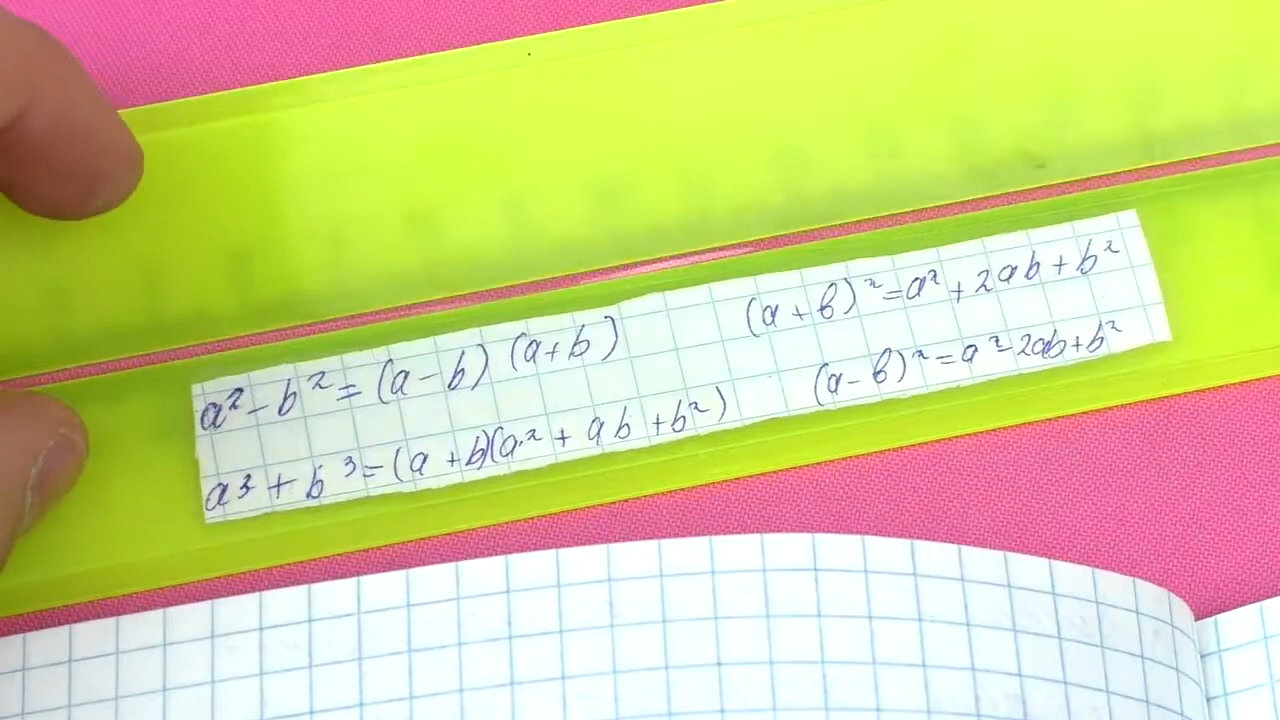 a² - b² = (a - b) (a + b)
a³ + b³ = (a + b)(a² + ab + b²)
(a + b)² = a² + 2ab + b²
(a - b)² = a² - 2ab + b²